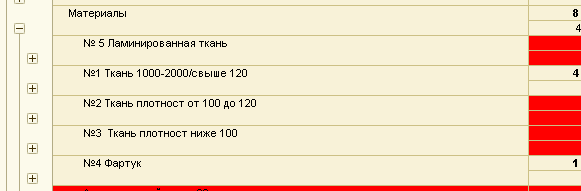 Материалы 8
4
№ 5 Ламинированная ткань
№1 Ткань 1000-2000/свыше 120 4
№2 Ткань плотност от 100 до 120
№3 Ткань плотност ниже 100
№4 Фартук 1